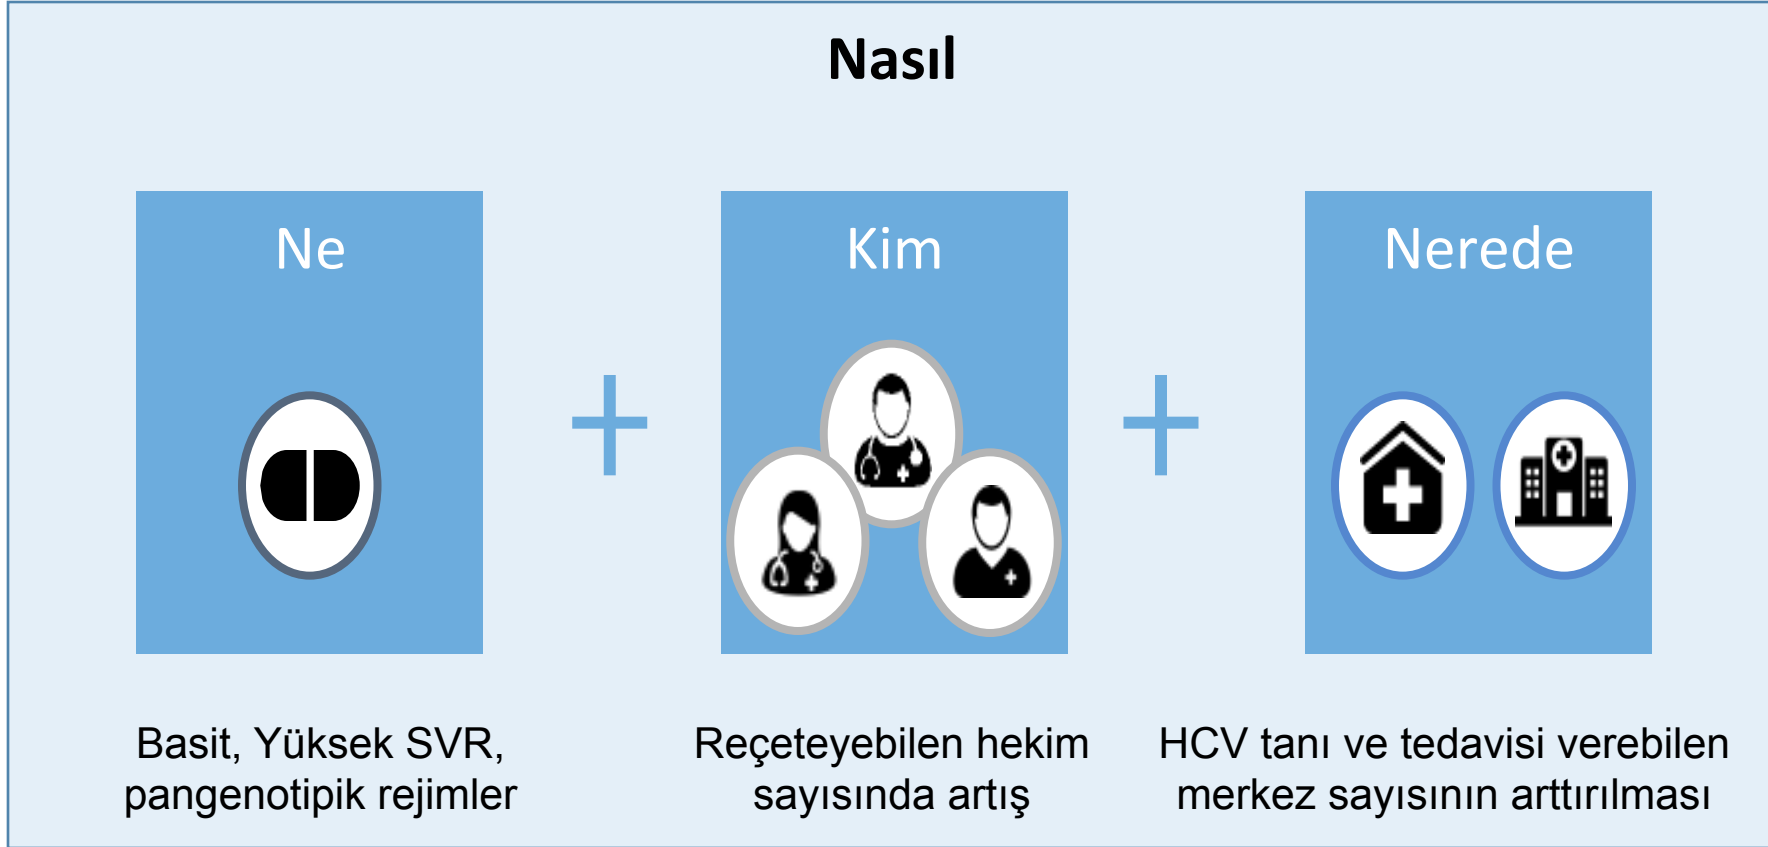 Nasıl
Ne
Kim
Nerede
Basit, Yüksek SVR,
pangenotipik rejimler
Reçeteyebilen hekim
sayısında artış
HCV tanı ve tedavisi verebilen
merkez sayısının arttırılması